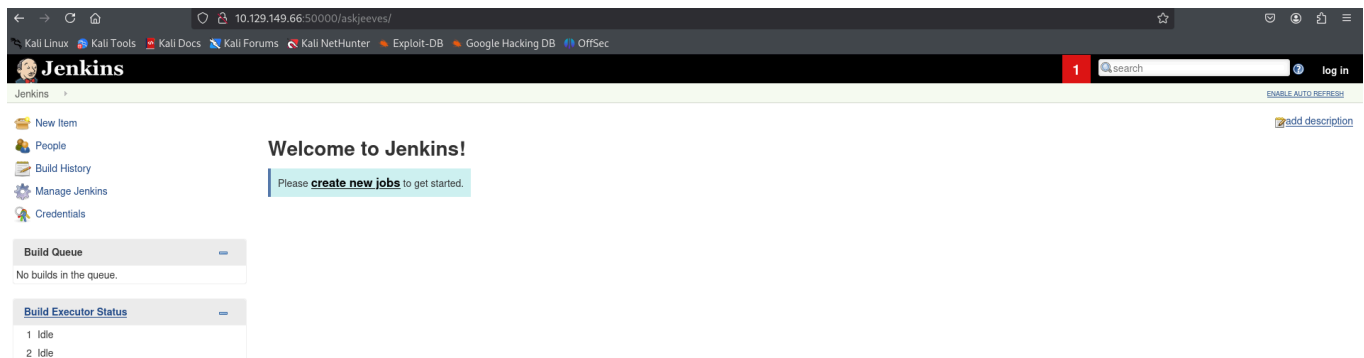 10.129.149.66:50000/askjeeves/
Kali Linux Kali Tools Kali Docs Kali Forums Kali NetHunter Exploit-DB Google Hacking DB OffSec
Jenkins 1 search log in
Jenkins ENABLE AUTO REFRESH
New Item add description
People
Welcome to Jenkins!
Build History
Please create new jobs to get started.
Manage Jenkins
Credentials
Build Queue
No builds in the queue.
Build Executor Status
1 Idle
2 Idle